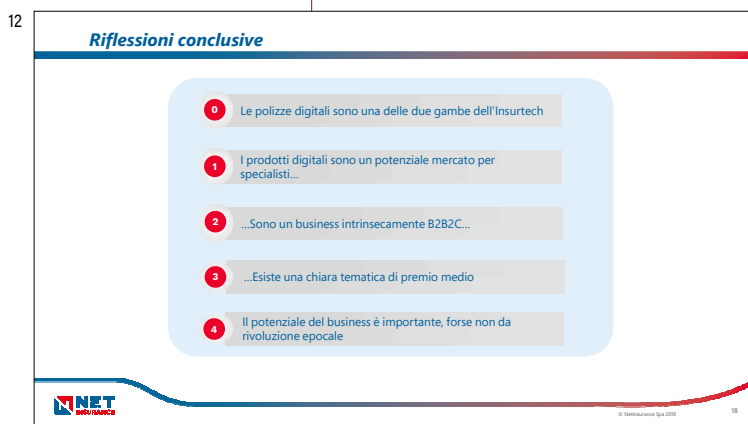 12
Riflessioni conclusive
0 Le polizze digitali sono una delle due gambe dell'Insurtech
1 I prodotti digitali sono un potenziale mercato per
specialisti...
2 ...Sono un business intrinsecamente B2B2C...
3 ...Esiste una chiara tematica di premio medio
4 Il potenziale del business è importante, forse non da
rivoluzione epocale
NET
INSURANCE
© NetInsurance Spa 2019
18